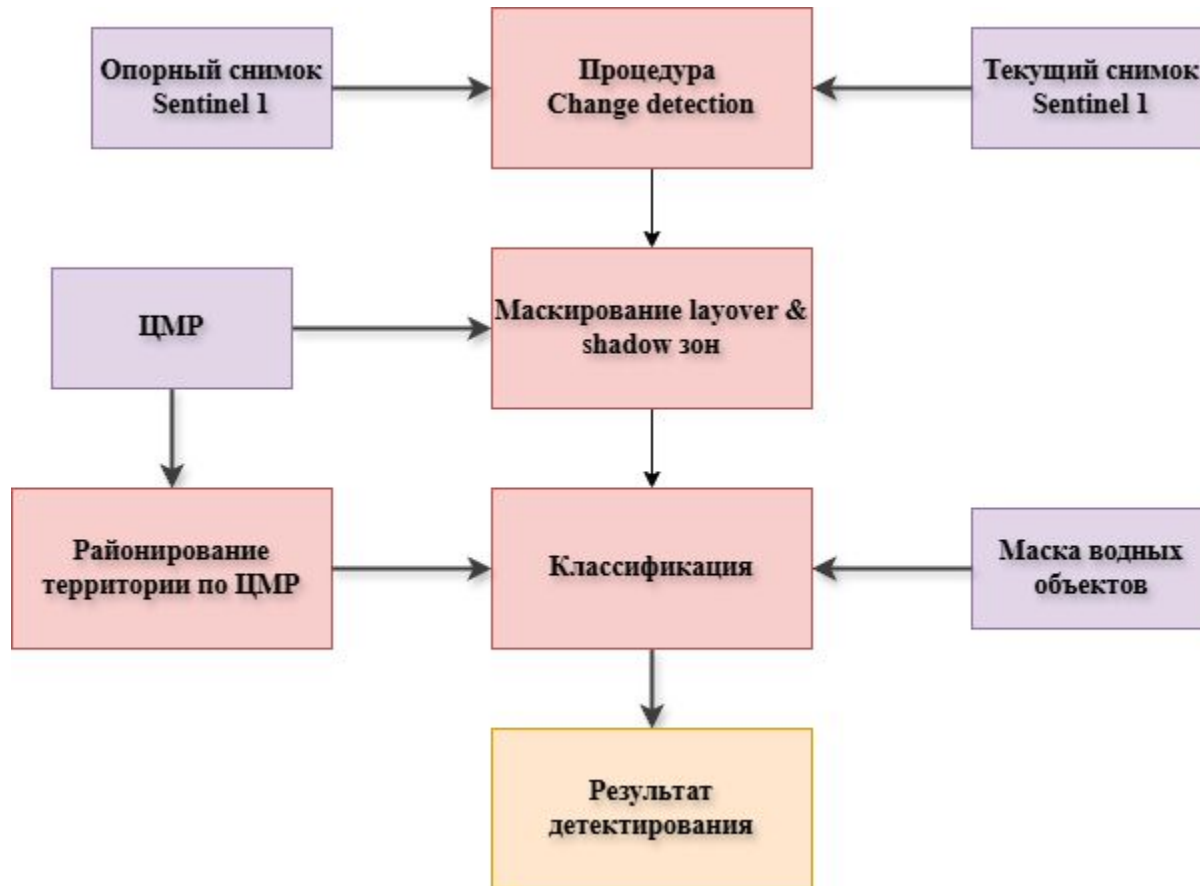 Опорный снимок
Sentinel 1
Процедура
Change detection
Текущий снимок
Sentinel 1
ЦМР
Маскирование layover &
shadow зон
Районирование
территории по ЦМР
Классификация
Маска водных
объектов
Результат
детектирования